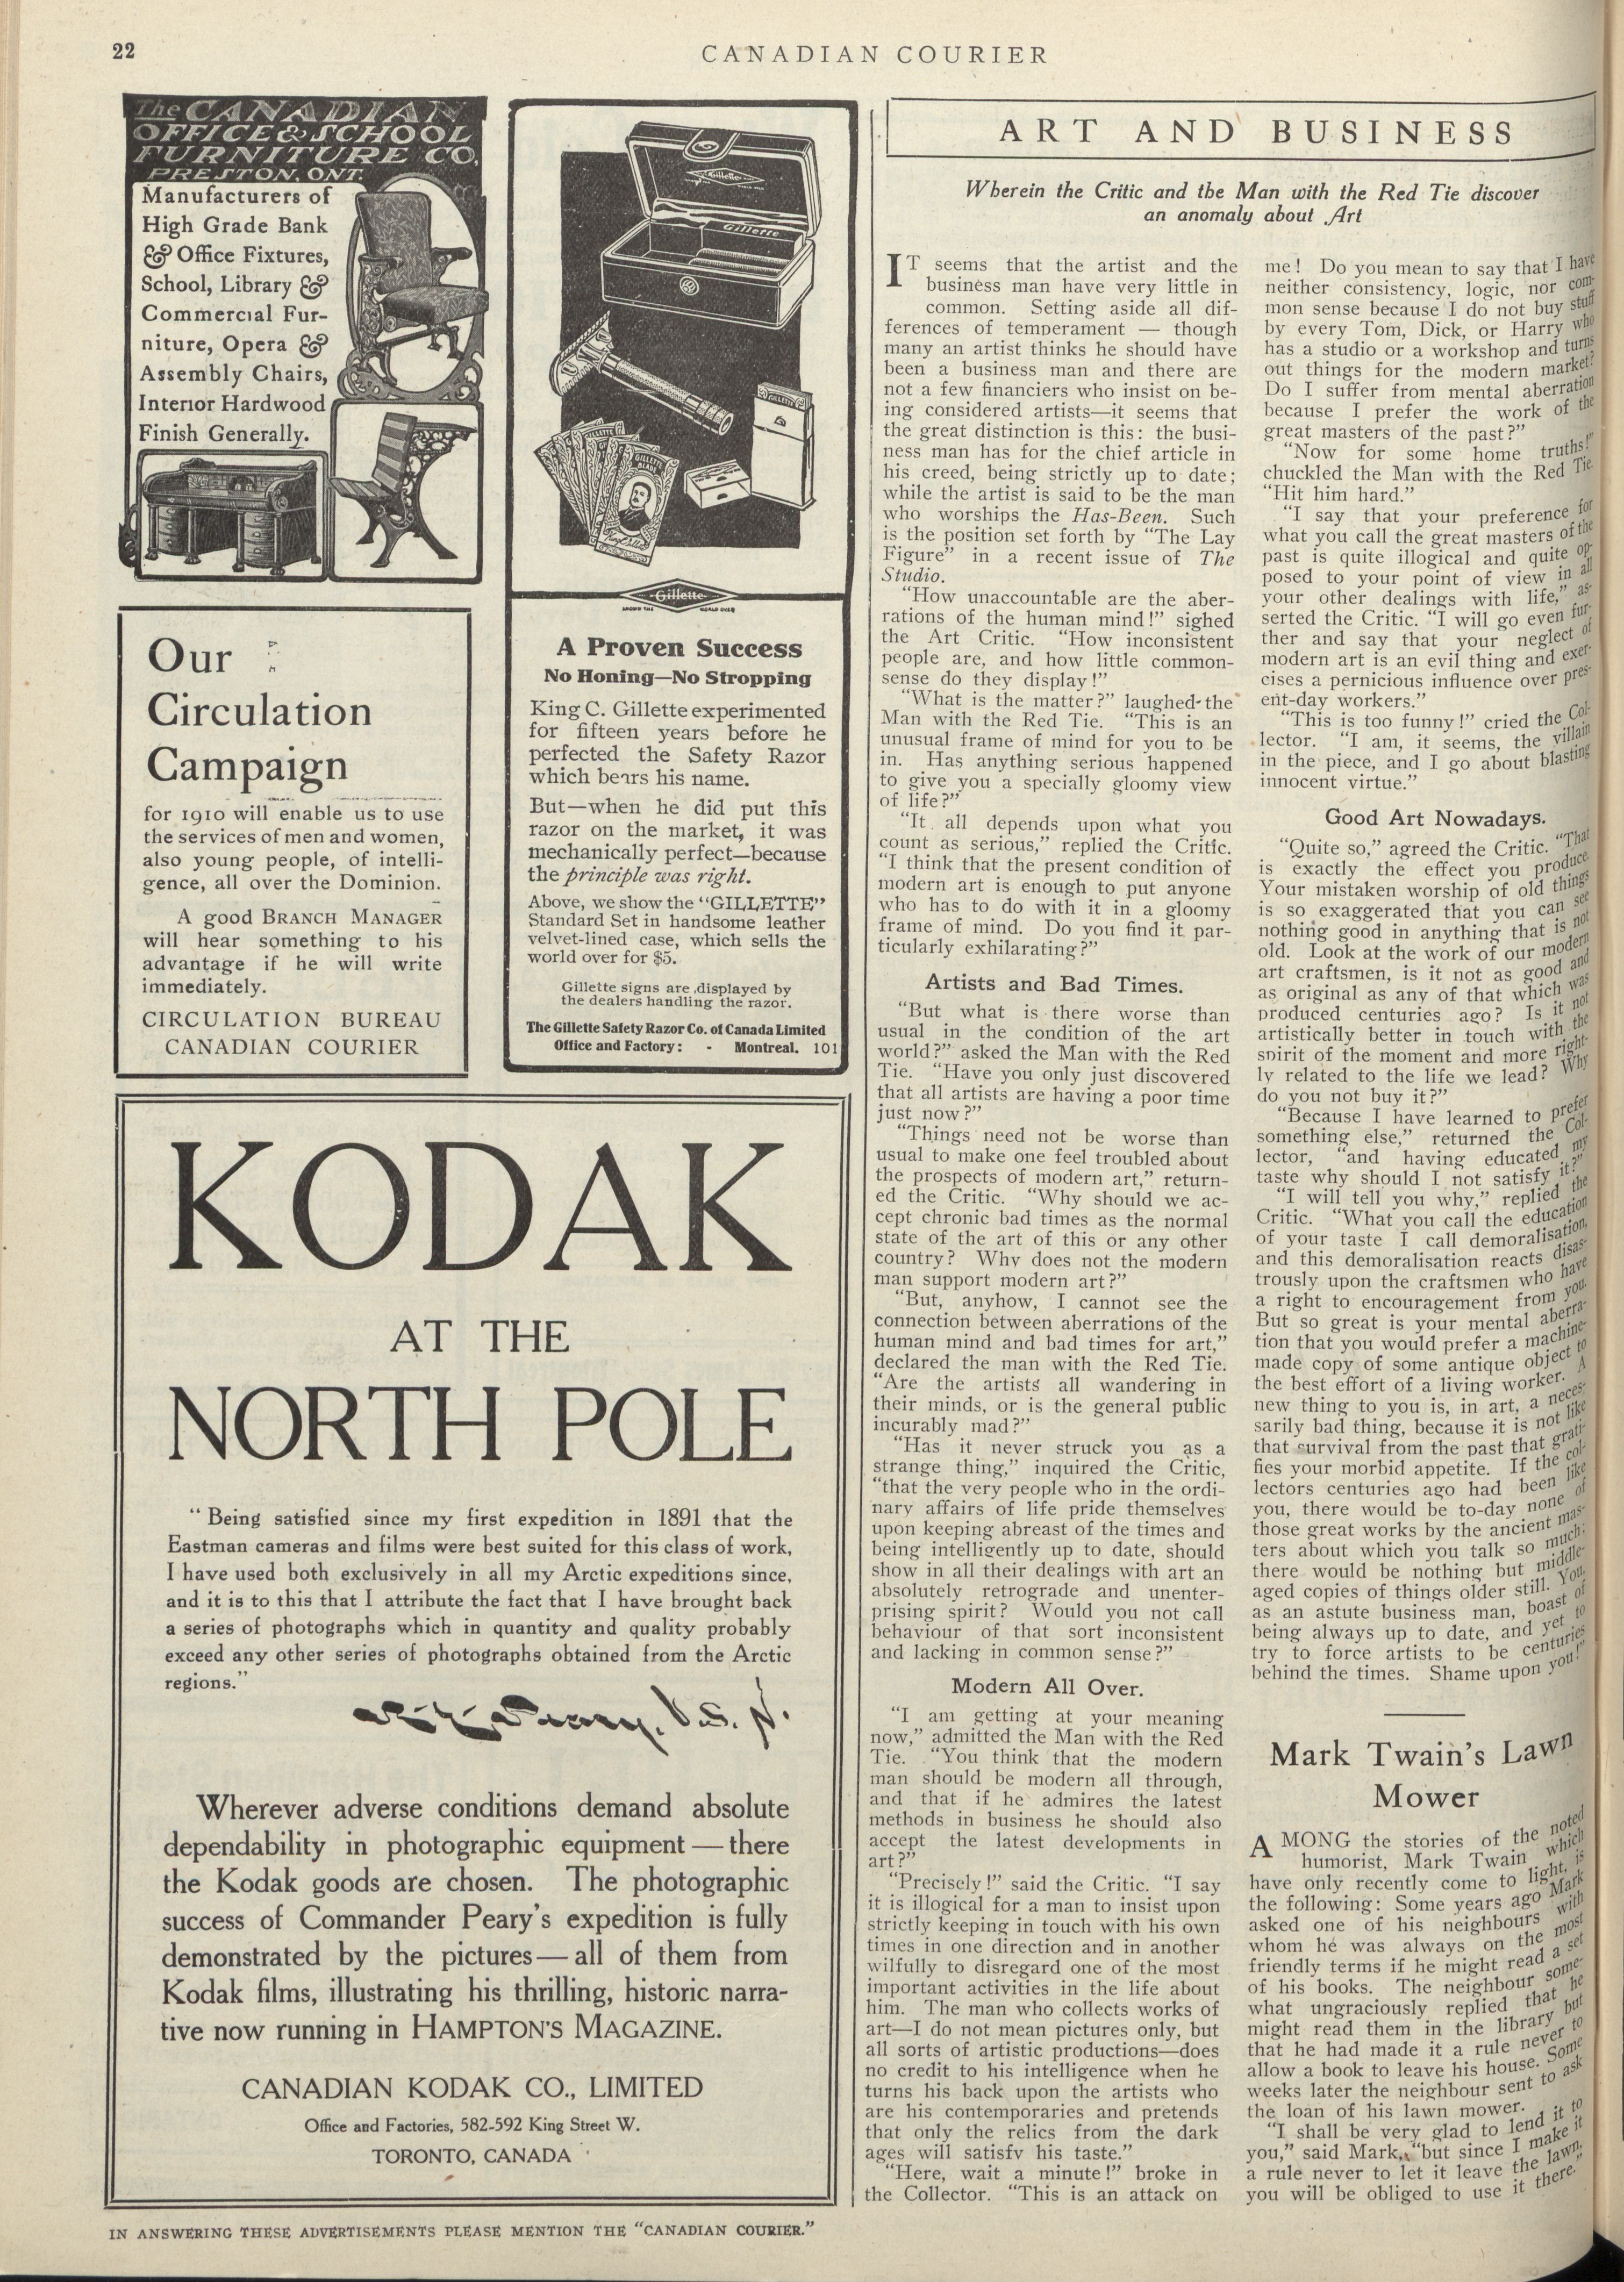 22
CANADIAN COURIER
The CANADIAN
OFFICE & SCHOOL
FURNITURE CO.
PRESTON, ONT.
Manufacturers of
High Grade Bank
& Office Fixtures,
School, Library &
Commercial Fur-
niture, Opera &
Assembly Chairs,
Interior Hardwood
Finish Generally.
Our
Circulation
Campaign
for 1910 will enable us to use
the services of men and women,
also young people, of intelli-
gence, all over the Dominion.
A good BRANCH MANAGER
will hear something to his
advantage if he will write
immediately.
CIRCULATION BUREAU
CANADIAN COURIER
Gillette
Gillette
GILLETTE
GILLETTE
BLADE
Gillette
KNOWN THE WORLD OVER
A Proven Success
No Honing—No Stropping
King C. Gillette experimented
for fifteen years before he
perfected the Safety Razor
which bears his name.
But—when he did put this
razor on the market, it was
mechanically perfect—because
the principle was right.
Above, we show the "GILLETTE"
Standard Set in handsome leather
velvet-lined case, which sells the
world over for $5.
Gillette signs are displayed by
the dealers handling the razor.
The Gillette Safety Razor Co. of Canada Limited
Office and Factory: - Montreal. 101
KODAK
AT THE
NORTH POLE
"Being satisfied since my first expedition in 1891 that the
Eastman cameras and films were best suited for this class of work,
I have used both exclusively in all my Arctic expeditions since,
and it is to this that I attribute the fact that I have brought back
a series of photographs which in quantity and quality probably
exceed any other series of photographs obtained from the Arctic
regions."
R. E. Peary, U. S. N.
Wherever adverse conditions demand absolute
dependability in photographic equipment — there
the Kodak goods are chosen. The photographic
success of Commander Peary's expedition is fully
demonstrated by the pictures — all of them from
Kodak films, illustrating his thrilling, historic narra-
tive now running in HAMPTON'S MAGAZINE.
CANADIAN KODAK CO., LIMITED
Office and Factories, 582-592 King Street W.
TORONTO, CANADA
IN ANSWERING THESE ADVERTISEMENTS PLEASE MENTION THE "CANADIAN COURIER."
ART AND BUSINESS
Wherein the Critic and the Man with the Red Tie discover
an anomaly about Art
IT seems that the artist and the
business man have very little in
common. Setting aside all dif-
ferences of temperament — though
many an artist thinks he should have
been a business man and there are
not a few financiers who insist on be-
ing considered artists—it seems that
the great distinction is this: the busi-
ness man has for the chief article in
his creed, being strictly up to date;
while the artist is said to be the man
who worships the Has-Been. Such
is the position set forth by "The Lay
Figure" in a recent issue of The
Studio.
"How unaccountable are the aber-
rations of the human mind!" sighed
the Art Critic. "How inconsistent
people are, and how little common-
sense do they display!"
"What is the matter?" laughed the
Man with the Red Tie. "This is an
unusual frame of mind for you to be
in. Has anything serious happened
to give you a specially gloomy view
of life?"
"It all depends upon what you
count as serious," replied the Critic.
"I think that the present condition of
modern art is enough to put anyone
who has to do with it in a gloomy
frame of mind. Do you find it par-
ticularly exhilarating?"
Artists and Bad Times.
"But what is there worse than
usual in the condition of the art
world?" asked the Man with the Red
Tie. "Have you only just discovered
that all artists are having a poor time
just now?"
"Things need not be worse than
usual to make one feel troubled about
the prospects of modern art," return-
ed the Critic. "Why should we ac-
cept chronic bad times as the normal
state of the art of this or any other
country? Why does not the modern
man support modern art?"
"But, anyhow, I cannot see the
connection between aberrations of the
human mind and bad times for art,"
declared the man with the Red Tie.
"Are the artists all wandering in
their minds, or is the general public
incurably mad?"
"Has it never struck you as a
strange thing," inquired the Critic,
"that the very people who in the ordi-
nary affairs of life pride themselves
upon keeping abreast of the times and
being intelligently up to date, should
show in all their dealings with art an
absolutely retrograde and unenter-
prising spirit? Would you not call
behaviour of that sort inconsistent
and lacking in common sense?"
Modern All Over.
"I am getting at your meaning
now," admitted the Man with the Red
Tie. "You think that the modern
man should be modern all through,
and that if he admires the latest
methods in business he should also
accept the latest developments in
art?"
"Precisely!" said the Critic. "I say
it is illogical for a man to insist upon
strictly keeping in touch with his own
times in one direction and in another
wilfully to disregard one of the most
important activities in the life about
him. The man who collects works of
art—I do not mean pictures only, but
all sorts of artistic productions—does
no credit to his intelligence when he
turns his back upon the artists who
are his contemporaries and pretends
that only the relics from the dark
ages will satisfy his taste."
"Here, wait a minute!" broke in
the Collector. "This is an attack on
me! Do you mean to say that I have
neither consistency, logic, nor com-
mon sense because I do not buy stuff
by every Tom, Dick, or Harry who
has a studio or a workshop and turns
out things for the modern market?
Do I suffer from mental aberration
because I prefer the work of the
great masters of the past?"
"Now for some home truths!"
chuckled the Man with the Red Tie.
"Hit him hard."
"I say that your preference for
what you call the great masters of the
past is quite illogical and quite op-
posed to your point of view in all
your other dealings with life," as-
serted the Critic. "I will go even fur-
ther and say that your neglect of
modern art is an evil thing and exer-
cises a pernicious influence over pres-
ent-day workers."
"This is too funny!" cried the Col-
lector. "I am, it seems, the villain
in the piece, and I go about blasting
innocent virtue."
Good Art Nowadays.
"Quite so," agreed the Critic. "That
is exactly the effect you produce.
Your mistaken worship of old things
is so exaggerated that you can see
nothing good in anything that is not
old. Look at the work of our modern
art craftsmen, is it not as good and
as original as any of that which was
produced centuries ago? Is it not
artistically better in touch with the
spirit of the moment and more right-
ly related to the life we lead? Why
do you not buy it?"
"Because I have learned to prefer
something else," returned the Col-
lector, "and having educated my
taste why should I not satisfy it?"
"I will tell you why," replied the
Critic. "What you call the education
of your taste I call demoralisation,
and this demoralisation reacts disas-
trously upon the craftsmen who have
a right to encouragement from you.
But so great is your mental aberra-
tion that you would prefer a machine-
made copy of some antique object to
the best effort of a living worker. A
new thing to you is, in art, a neces-
sarily bad thing, because it is not like
that survival from the past that grati-
fies your morbid appetite. If the col-
lectors centuries ago had been like
you, there would be to-day none of
those great works by the ancient mas-
ters about which you talk so much;
there would be nothing but middle-
aged copies of things older still. You,
as an astute business man, boast of
being always up to date, and yet to
try to force artists to be centuries
behind the times. Shame upon you!"
Mark Twain's Lawn
Mower
AMONG the stories of the noted
humorist, Mark Twain which
have only recently come to light, is
the following: Some years ago Mark
asked one of his neighbours with
whom he was always on the most
friendly terms if he might read a set
of his books. The neighbour some-
what ungraciously replied that he
might read them in the library but
that he had made it a rule never to
allow a book to leave his house. Some
weeks later the neighbour sent to ask
the loan of his lawn mower.
"I shall be very glad to lend it to
you," said Mark, "but since I make it
a rule never to let it leave the lawn,
you will be obliged to use it there."